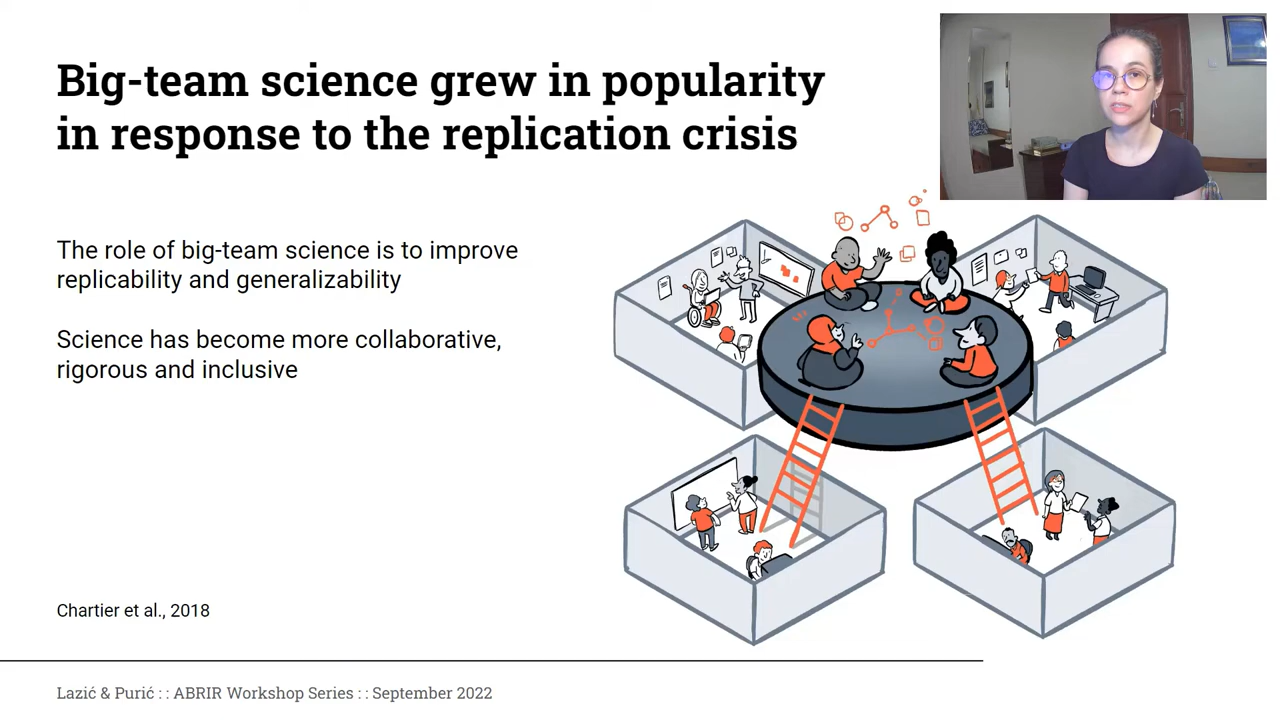 Big-team science grew in popularity
in response to the replication crisis
The role of big-team science is to improve
replicability and generalizability
Science has become more collaborative,
rigorous and inclusive
Chartier et al., 2018
Lazić & Purić : : ABRIR Workshop Series : : September 2022